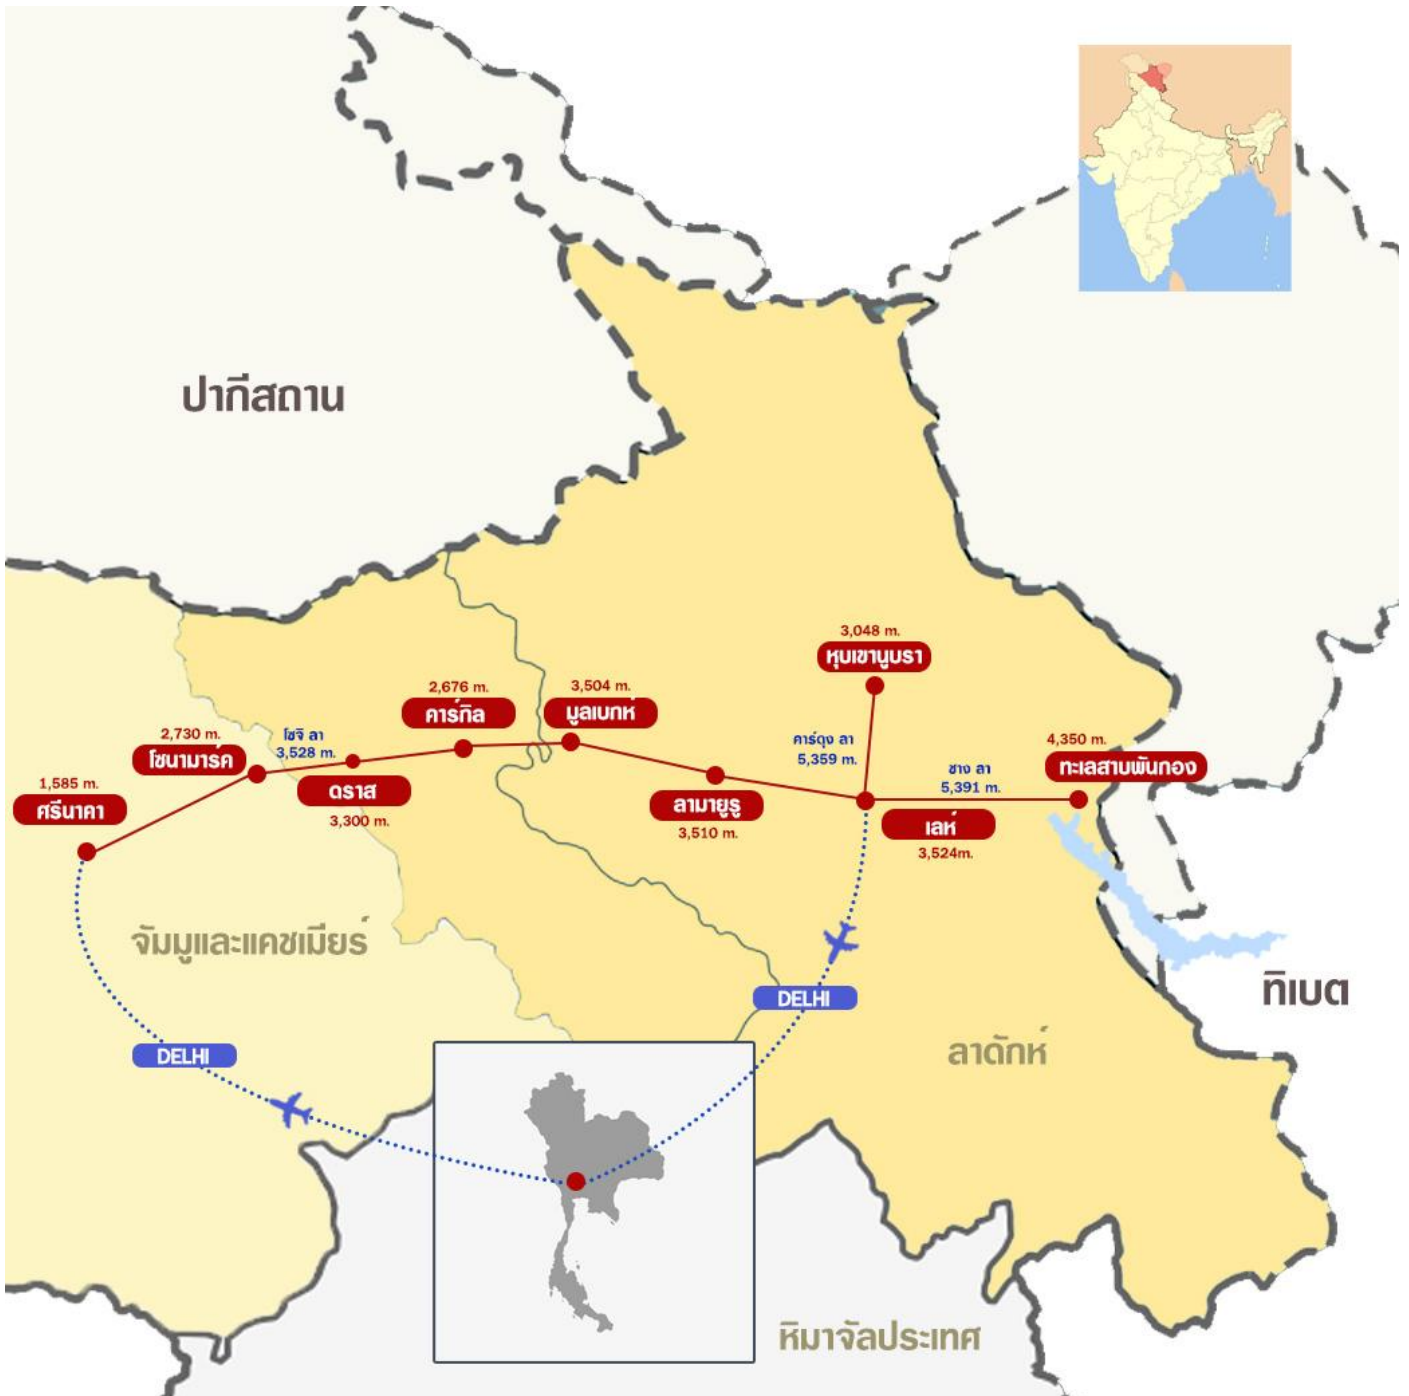 ปากีสถาน
3,048 m.
หุบเขานูบรา
2,676 m.
คาร์กิล
3,504 m.
มูลเบกห์
2,730 m.
โซนามาร์ค
โซจิ ลา
3,528 m.
คาร์ดุง ลา
5,359 m.
4,350 m.
ทะเลสาบพันกอง
ชาง ลา
5,391 m.
1,585 m.
ศรีนาคา
ดราส
3,300 m.
ลามายูรู
3,510 m.
เลห์
3,524m.
จัมมูและแคชเมียร์
DELHI
ทิเบต
DELHI
ลาดักห์
หิมาจัลประเทศ